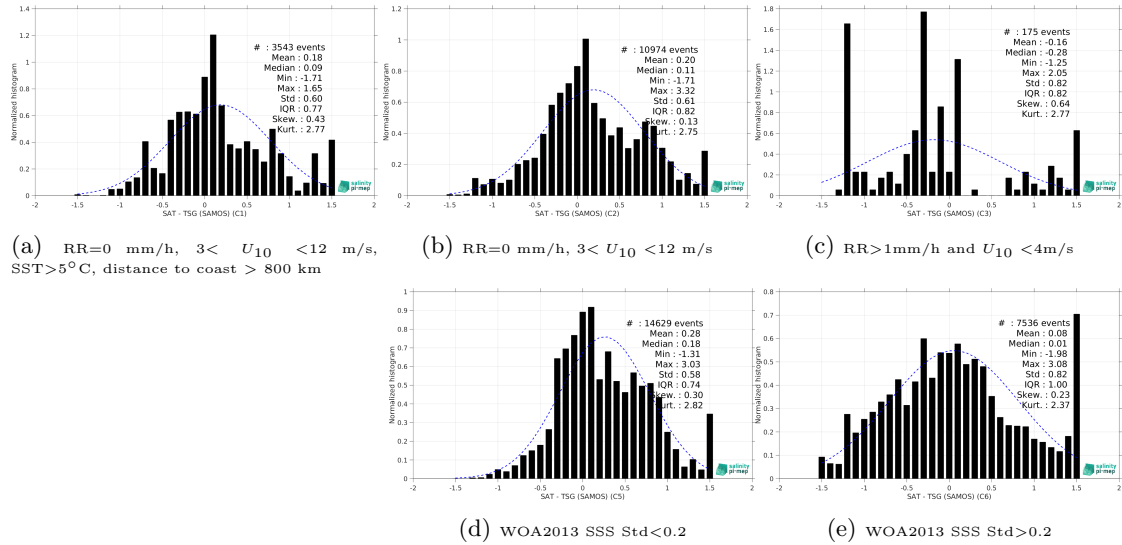 1.4
1.2
1
0.8
0.6
0.4
0.2
0
Normalized histogram
# : 3543 events
Mean : 0.18
Median : 0.09
Min : -1.71
Max : 1.65
Std : 0.60
IQR : 0.77
Skew. : 0.43
Kurt. : 2.77
salinity
pi-mep
-2 -1.5 -1 -0.5 0 0.5 1 1.5 2
SAT - TSG (SAMOS) (C1)
(a) RR=0 mm/h, 3< U10 <12 m/s,
SST>5°C, distance to coast > 800 km
1.2
1
0.8
0.6
0.4
0.2
0
Normalized histogram
# : 10974 events
Mean : 0.20
Median : 0.11
Min : -1.71
Max : 3.32
Std : 0.61
IQR : 0.82
Skew. : 0.13
Kurt. : 2.75
salinity
pi-mep
-2 -1.5 -1 -0.5 0 0.5 1 1.5 2
SAT - TSG (SAMOS) (C2)
(b) RR=0 mm/h, 3< U10 <12 m/s
1.8
1.6
1.4
1.2
1
0.8
0.6
0.4
0.2
0
Normalized histogram
# : 175 events
Mean : -0.16
Median : -0.28
Min : -1.25
Max : 2.05
Std : 0.82
IQR : 0.82
Skew. : 0.64
Kurt. : 2.77
salinity
pi-mep
-2 -1.5 -1 -0.5 0 0.5 1 1.5 2
SAT - TSG (SAMOS) (C3)
(c) RR>1mm/h and U10 <4m/s
1
0.9
0.8
0.7
0.6
0.5
0.4
0.3
0.2
0.1
0
Normalized histogram
# : 14629 events
Mean : 0.28
Median : 0.18
Min : -1.31
Max : 3.03
Std : 0.58
IQR : 0.74
Skew. : 0.30
Kurt. : 2.82
salinity
pi-mep
-2 -1.5 -1 -0.5 0 0.5 1 1.5 2
SAT - TSG (SAMOS) (C5)
(d) WOA2013 SSS Std<0.2
0.8
0.7
0.6
0.5
0.4
0.3
0.2
0.1
0
Normalized histogram
# : 7536 events
Mean : 0.08
Median : 0.01
Min : -1.98
Max : 3.08
Std : 0.82
IQR : 1.00
Skew. : 0.23
Kurt. : 2.37
salinity
pi-mep
-2 -1.5 -1 -0.5 0 0.5 1 1.5 2
SAT - TSG (SAMOS) (C6)
(e) WOA2013 SSS Std>0.2